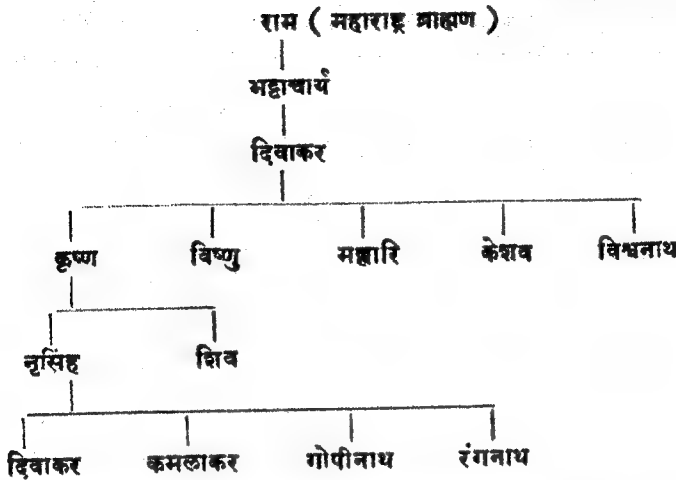 राम ( महाराष्ट्र ब्राह्मण )
भट्टाचार्य
दिवाकर
कृष्ण विष्णु मल्लारि केशव विश्वनाथ
नृसिंह शिव
दिवाकर कमलाकर गोपीनाथ रंगनाथ